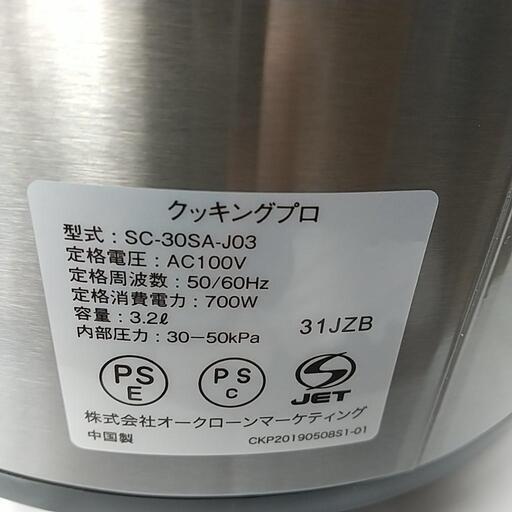 クッキングプロ
型式：SC-30SA-J03
定格電圧：AC100V
定格周波数：50/60Hz
定格消費電力：700W
容量：3.2ℓ
内部圧力：30－50kPa
31JZB
PS
E
PS
C
S
JET
株式会社オークローンマーケティング
中国製
CKP20190508S1-01